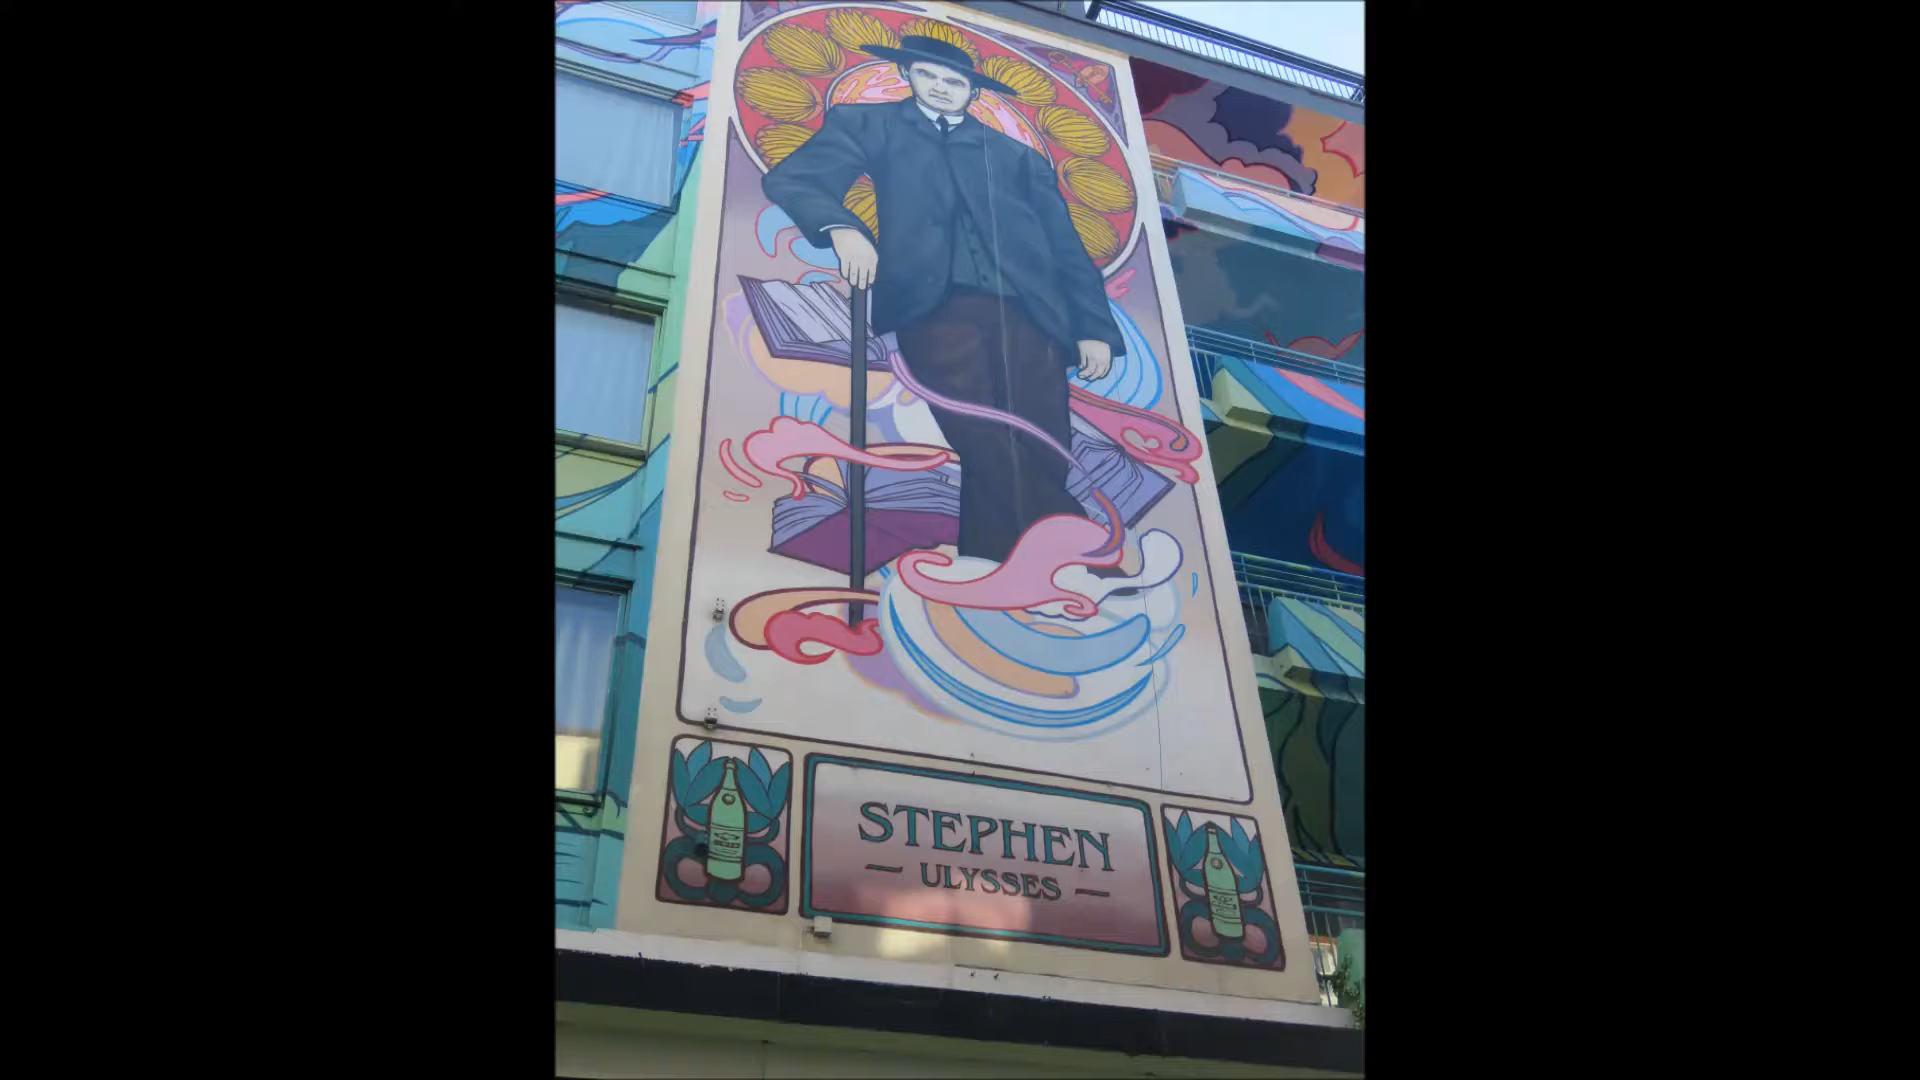 STEPHEN
— ULYSSES —